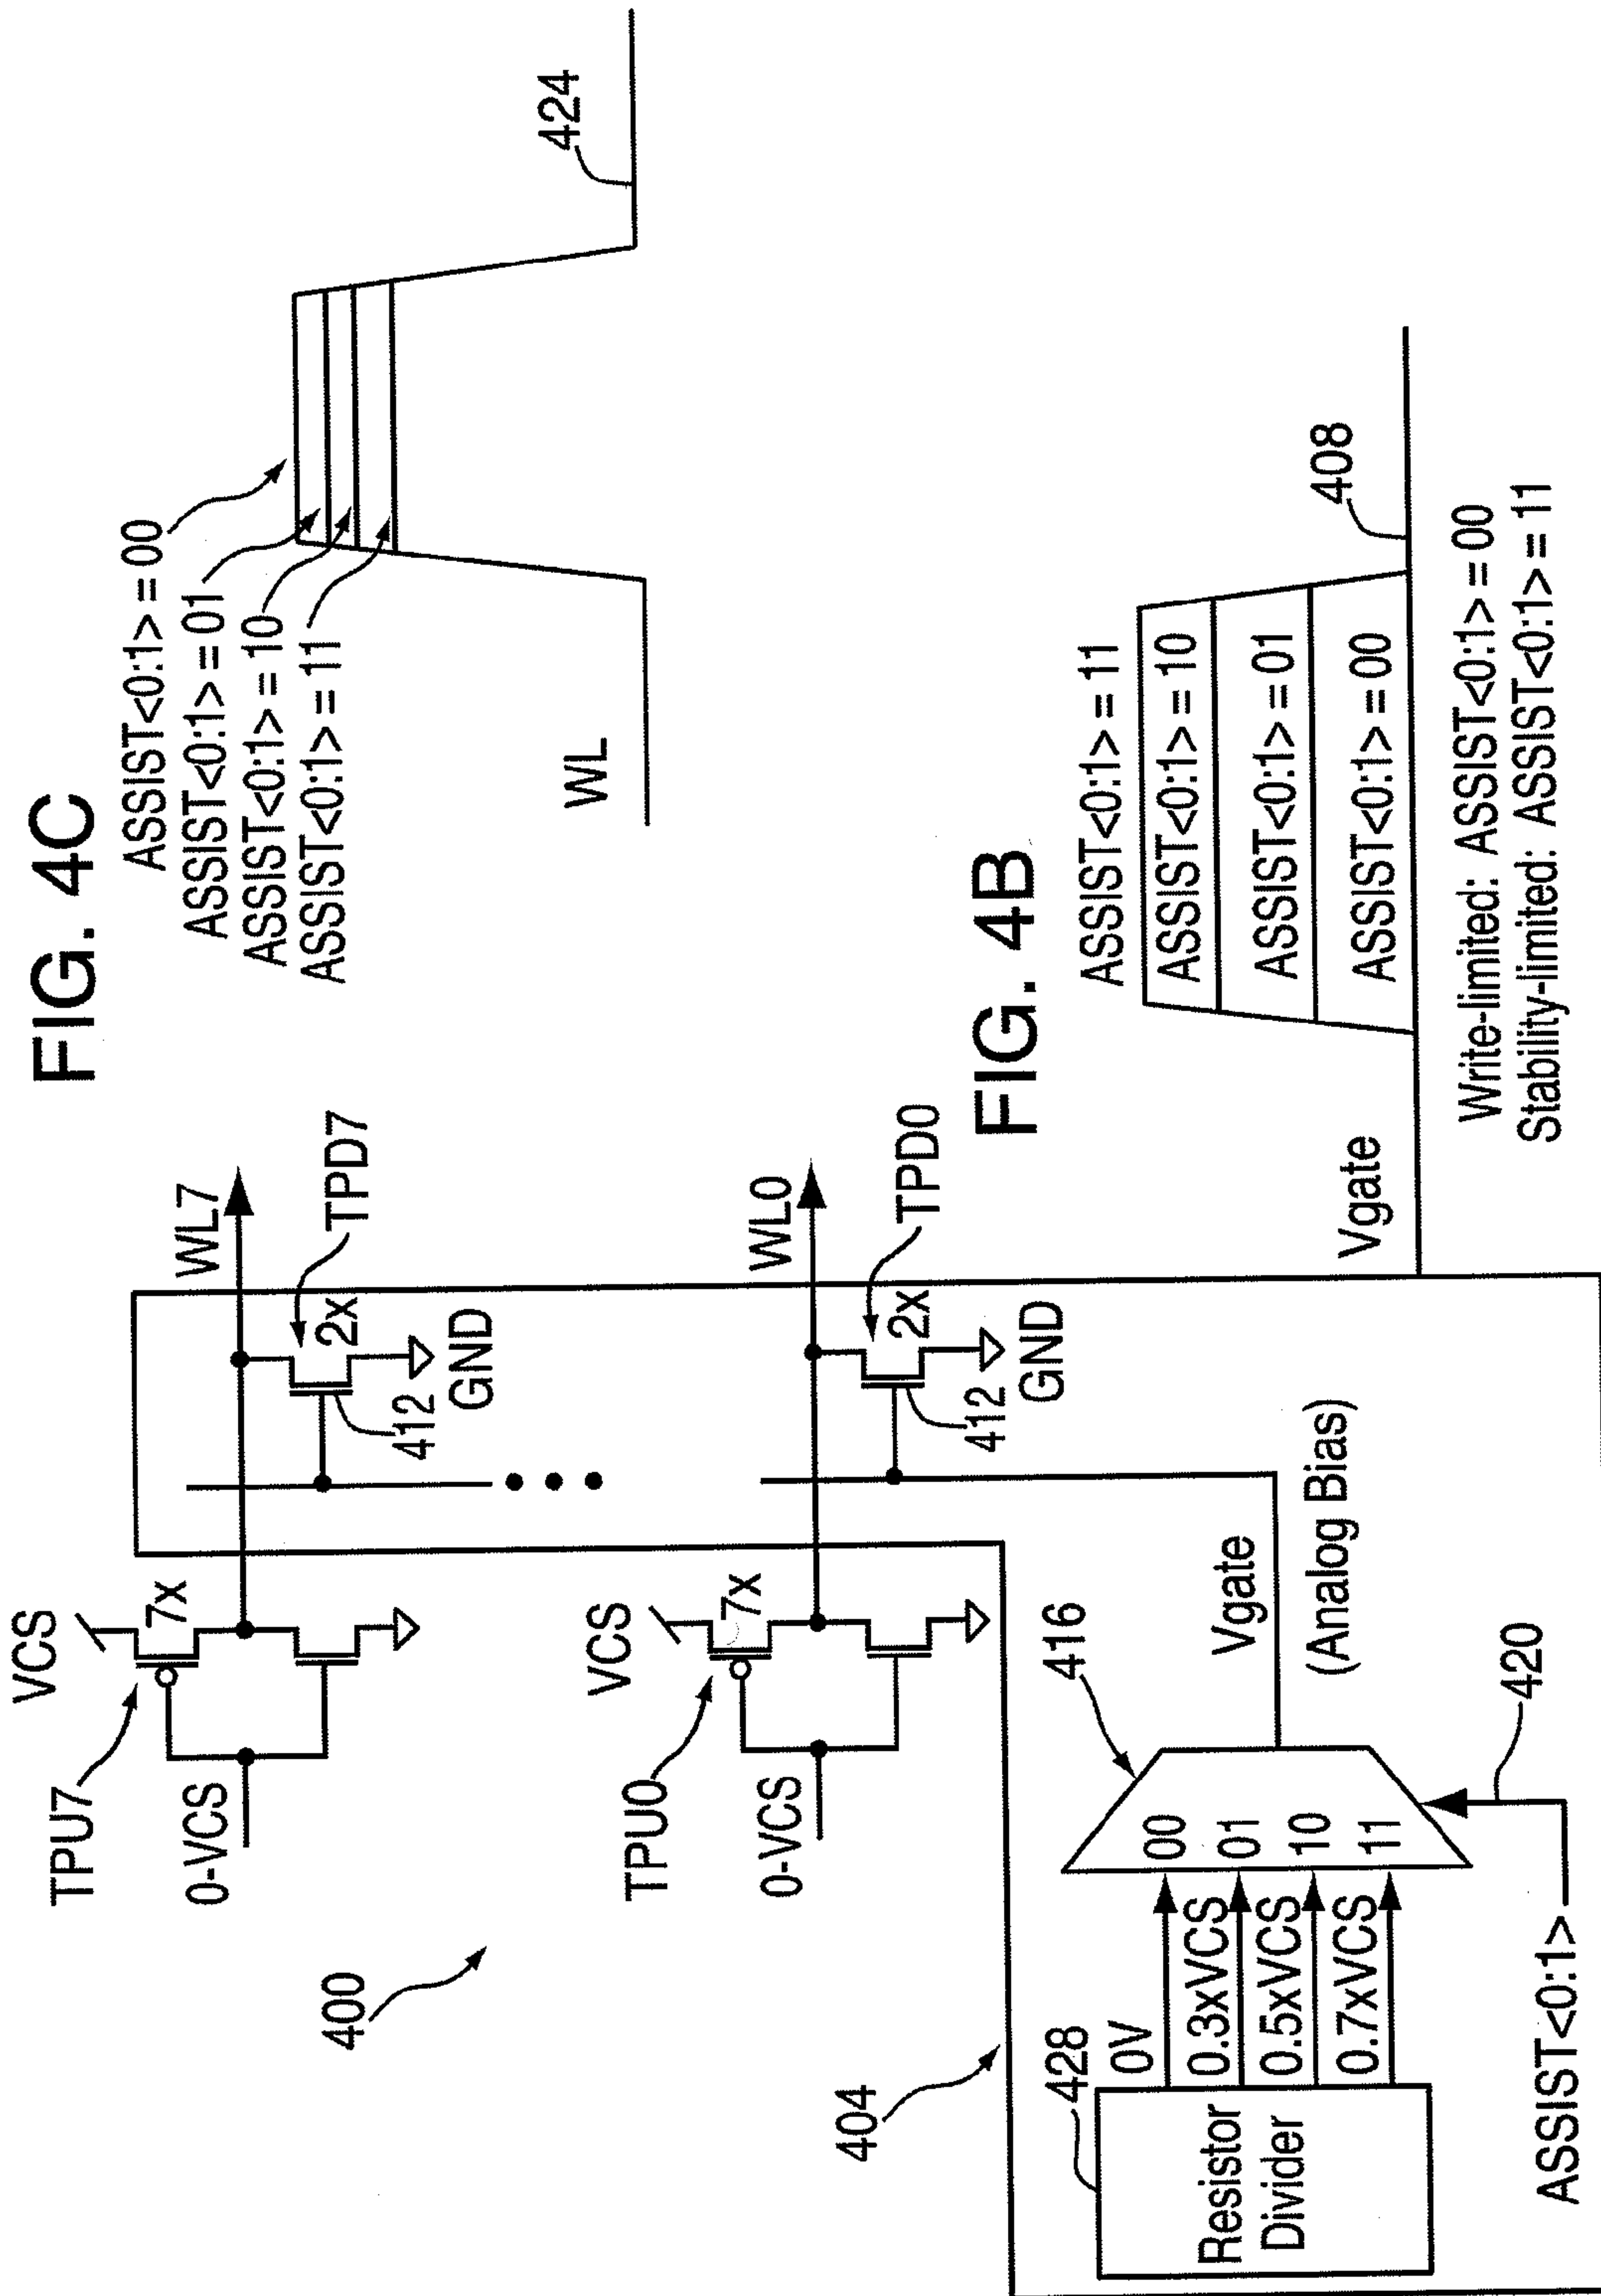 FIG. 4C
ASSIST<0:1> = 00
ASSIST<0:1> = 01
ASSIST<0:1> = 10
ASSIST<0:1> = 11
WL
424
VCS
TPU7
7x
0-VCS
WL7
2x
TPD7
412
GND
400
VCS
TPU0
7x
0-VCS
WL0
2x
TPD0
412
GND
404
428
Resistor
Divider
0V
0.3xVCS
0.5xVCS
0.7xVCS
00
01
10
11
416
Vgate
(Analog Bias)
420
ASSIST<0:1>
FIG. 4B
ASSIST<0:1> = 11
ASSIST<0:1> = 10
ASSIST<0:1> = 01
ASSIST<0:1> = 00
Vgate
408
Write-limited: ASSIST<0:1> = 00
Stability-limited: ASSIST<0:1> = 11